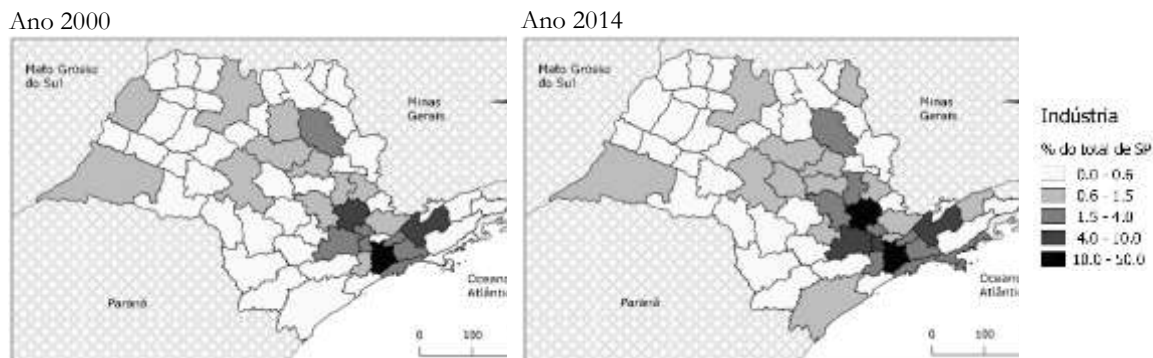 Ano 2000
Ano 2014
Mato Grosso
do Sul
Minas
Gerais
Paraná
Oceano
Atlântic
0 100
Mato Grosso
do Sul
Minas
Gerais
Paraná
Oceano
Atlântic
0 100
Indústria
% do total de SP
0.0 - 0.6
0.6 - 1.5
1.5 - 4.0
4.0 - 10.0
10.0 - 50.0